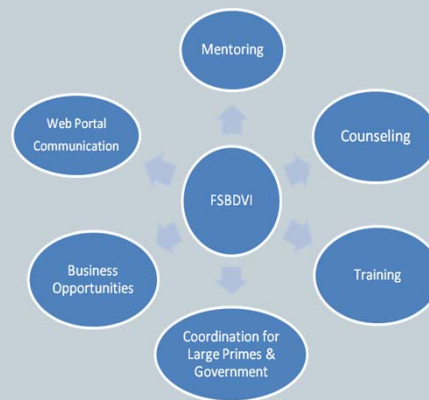 Mentoring
Web Portal
Communication
Counseling
FSBDVI
Business
Opportunities
Training
Coordination for
Large Primes &
Government